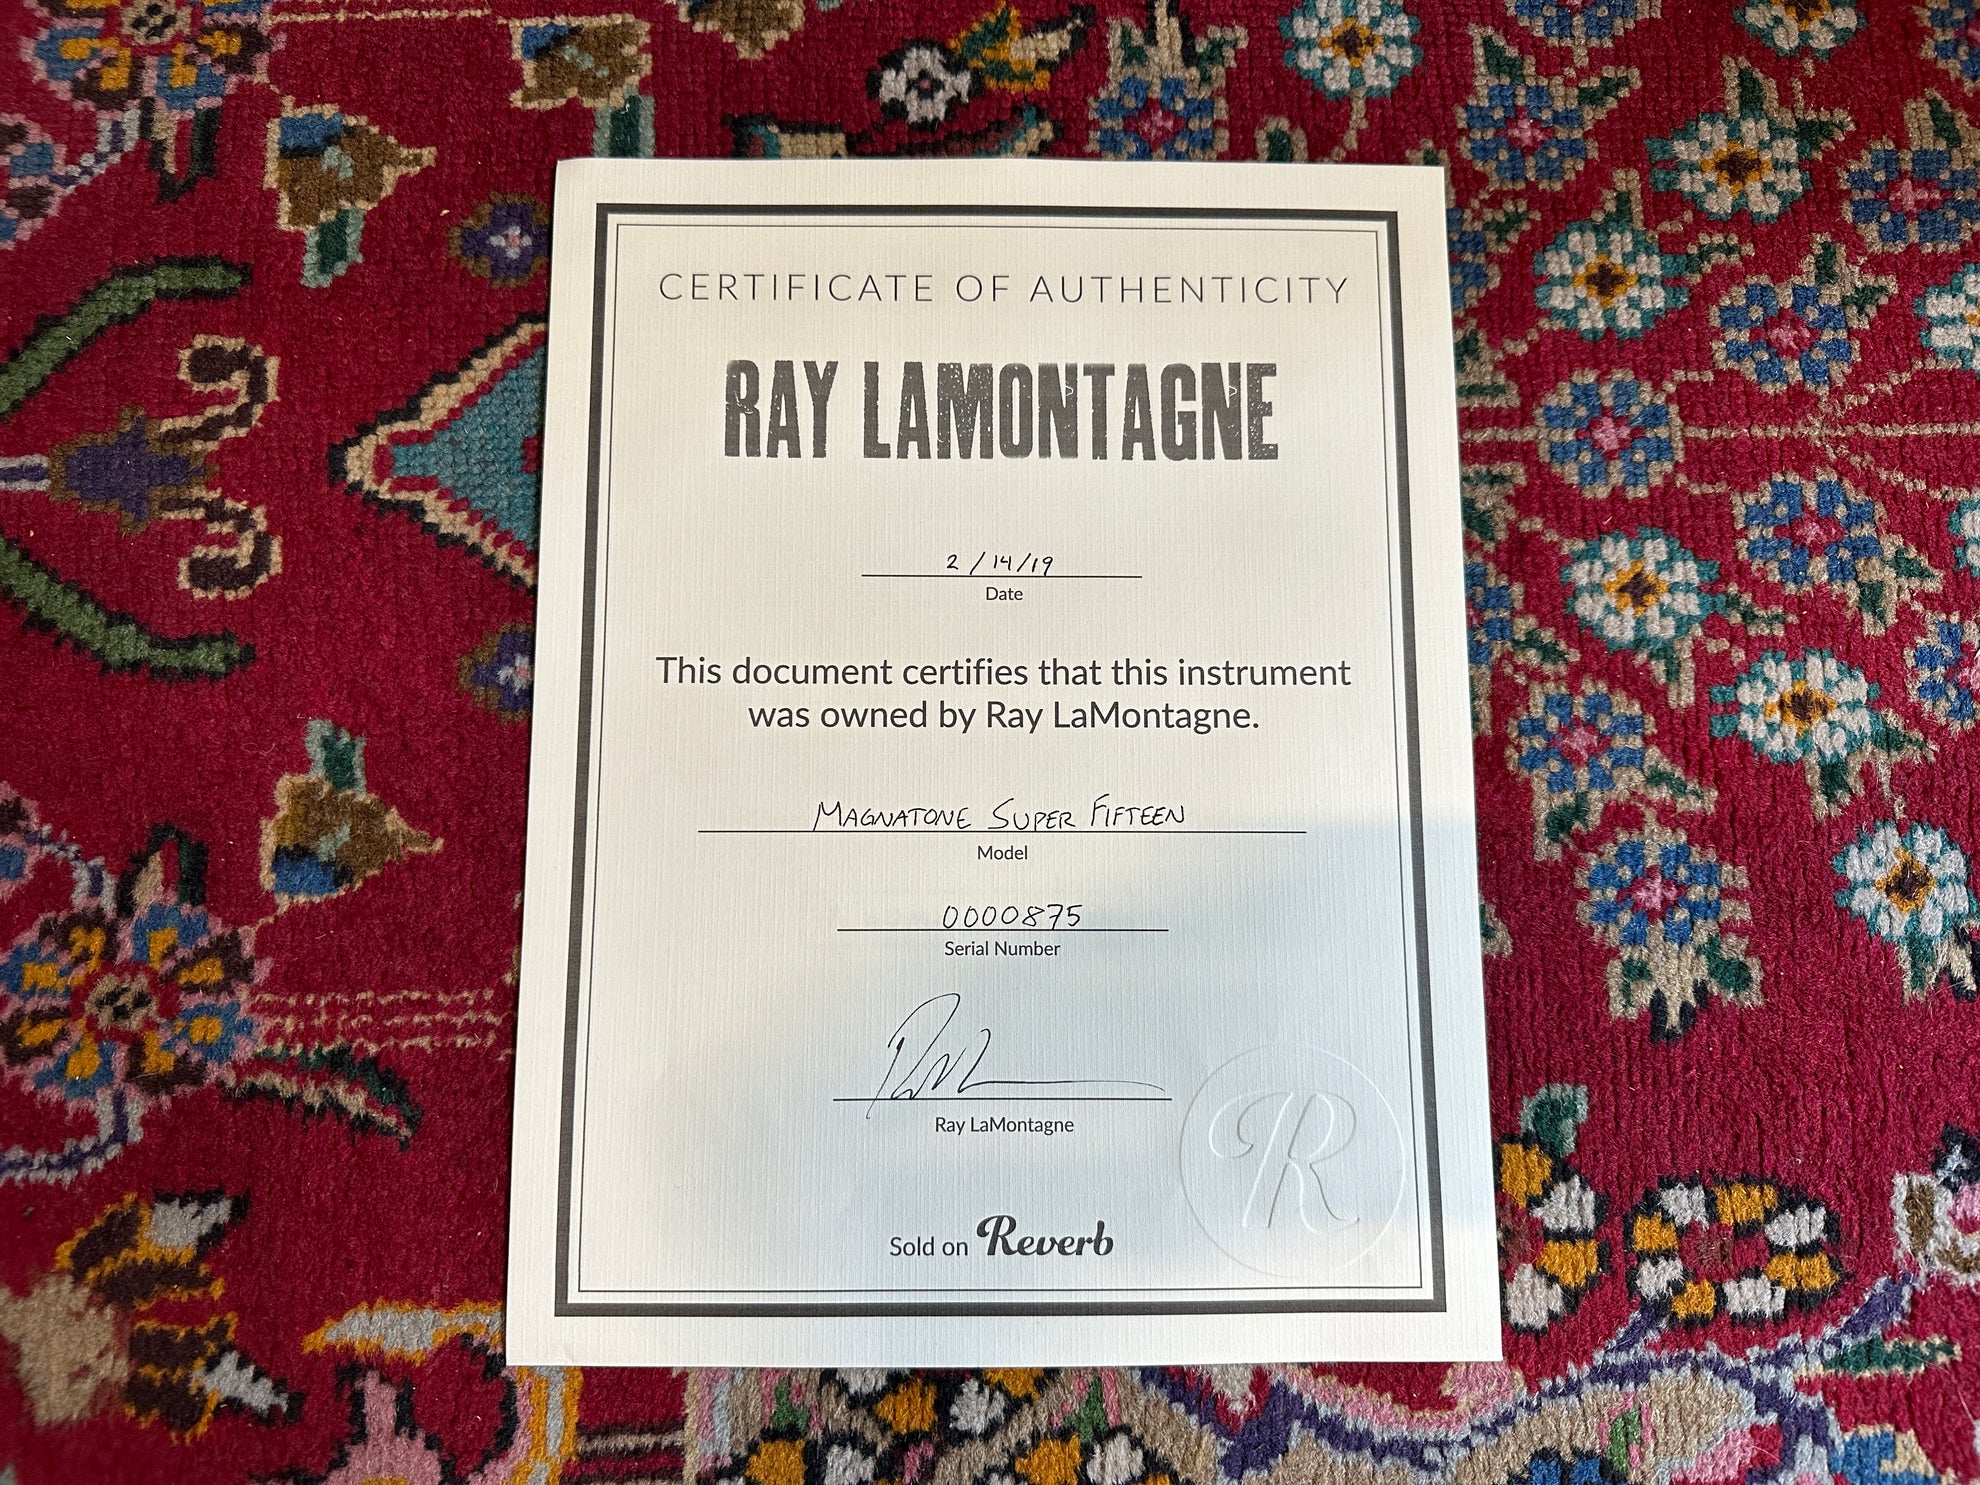 CERTIFICATE OF AUTHENTICITY
RAY LAMONTAGNE
2/14/19
Date
This document certifies that this instrument
was owned by Ray LaMontagne.
MAGNATONE SUPER FIFTEEN
Model
0000875
Serial Number
Ray LaMontagne
R
Sold on Reverb